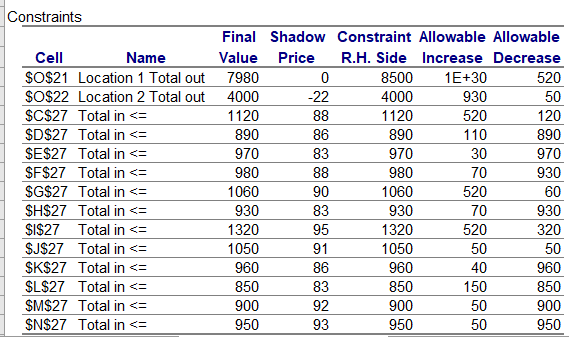 Constraints
Final Shadow Constraint Allowable Allowable
Cell Name Value Price R.H. Side Increase Decrease
$O$21 Location 1 Total out 7980 0 8500 1E+30 520
$O$22 Location 2 Total out 4000 -22 4000 930 50
$C$27 Total in <= 1120 88 1120 520 120
$D$27 Total in <= 890 86 890 110 890
$E$27 Total in <= 970 83 970 30 970
$F$27 Total in <= 980 88 980 70 930
$G$27 Total in <= 1060 90 1060 520 60
$H$27 Total in <= 930 83 930 70 930
$I$27 Total in <= 1320 95 1320 520 320
$J$27 Total in <= 1050 91 1050 50 50
$K$27 Total in <= 960 86 960 40 960
$L$27 Total in <= 850 83 850 150 850
$M$27 Total in <= 900 92 900 50 900
$N$27 Total in <= 950 93 950 50 950